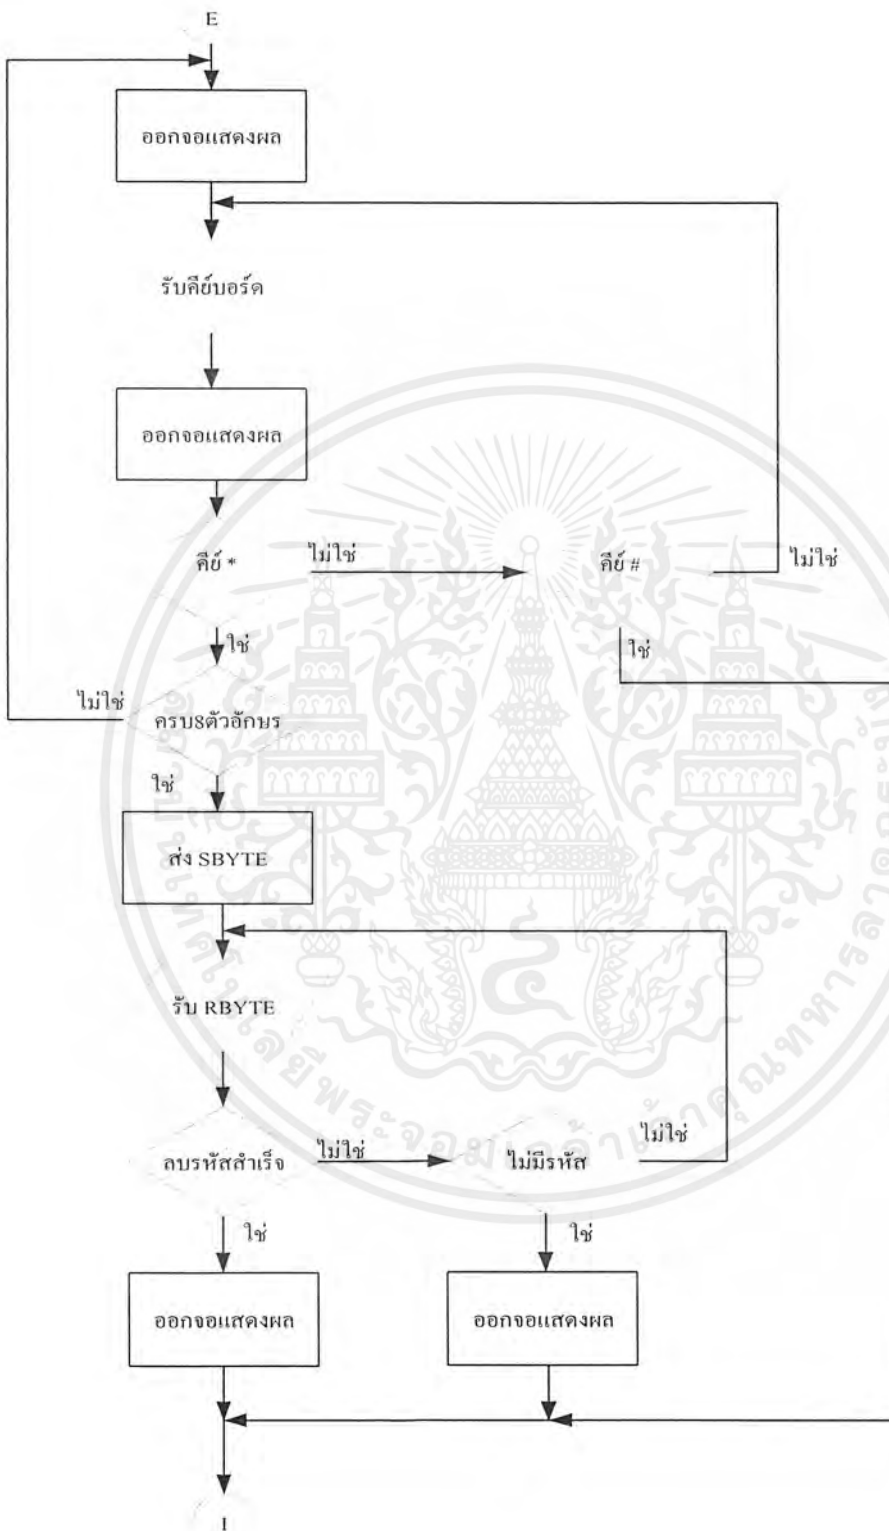 E
ออกจอแสดงผล
รับคีย์บอร์ด
ออกจอแสดงผล
คีย์ *
ไม่ใช่
คีย์ #
ไม่ใช่
ใช่
ใช่
ไม่ใช่
ครบ8ตัวอักษร
ใช่
ส่ง SBYTE
รับ RBYTE
ลบรหัสสำเร็จ
ไม่ใช่
ไม่มีรหัส
ไม่ใช่
ใช่
ใช่
ออกจอแสดงผล
ออกจอแสดงผล
I